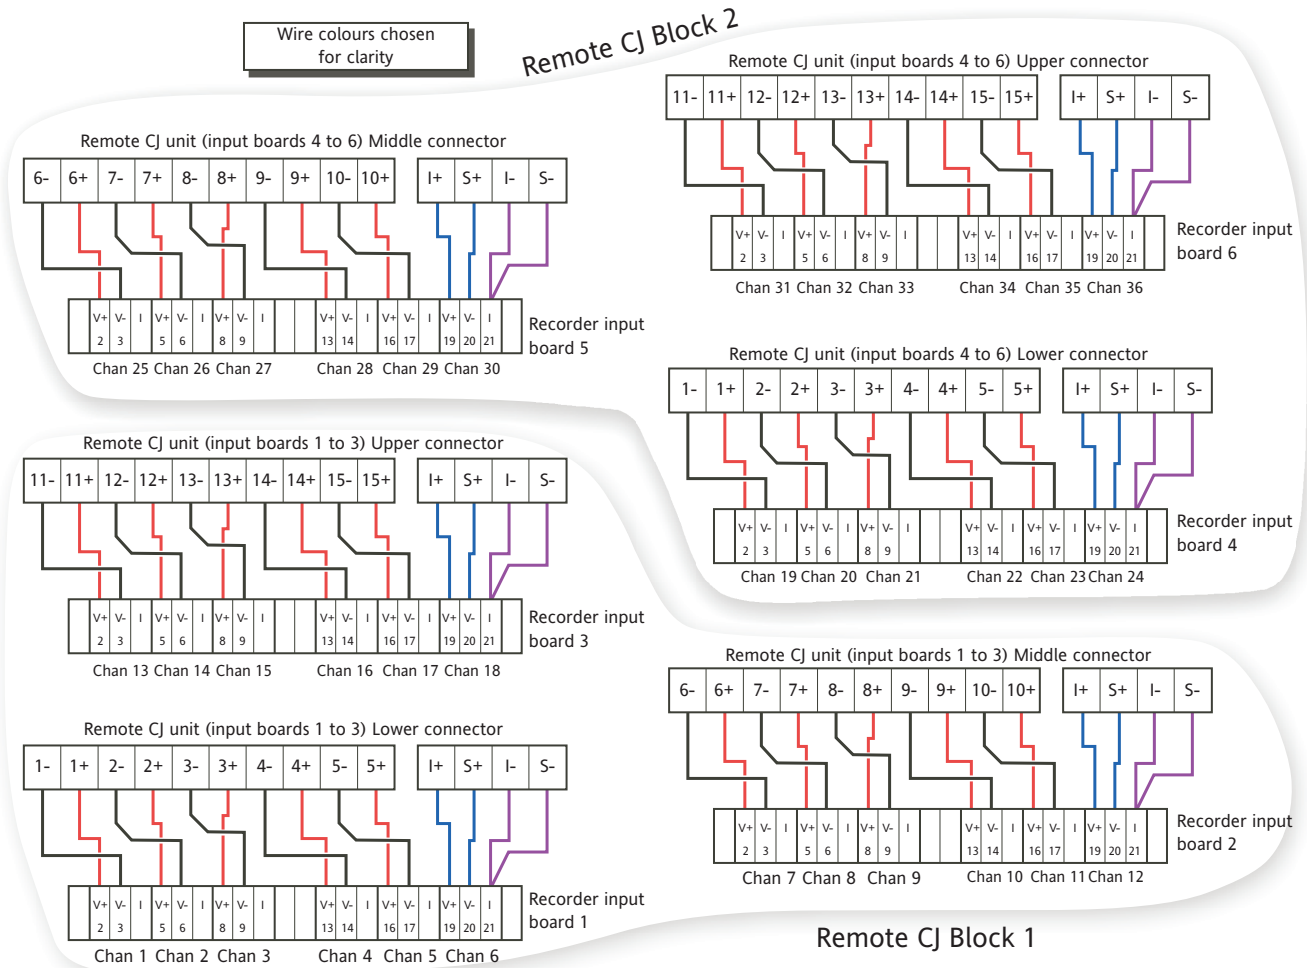 Wire colours chosen
for clarity
Remote CJ Block 2
Remote CJ unit (input boards 4 to 6) Upper connector
11- 11+ 12- 12+ 13- 13+ 14- 14+ 15- 15+ I+ S+ I- S-
V+ V- I V+ V- I V+ V- I V+ V- I V+ V- I V+ V- I
2 3 5 6 8 9 13 14 16 17 19 20 21
Recorder input
board 6
Chan 31 Chan 32 Chan 33 Chan 34 Chan 35 Chan 36
Remote CJ unit (input boards 4 to 6) Middle connector
6- 6+ 7- 7+ 8- 8+ 9- 9+ 10- 10+ I+ S+ I- S-
V+ V- I V+ V- I V+ V- I V+ V- I V+ V- I V+ V- I
2 3 5 6 8 9 13 14 16 17 19 20 21
Recorder input
board 5
Chan 25 Chan 26 Chan 27 Chan 28 Chan 29 Chan 30
Remote CJ unit (input boards 4 to 6) Lower connector
1- 1+ 2- 2+ 3- 3+ 4- 4+ 5- 5+ I+ S+ I- S-
V+ V- I V+ V- I V+ V- I V+ V- I V+ V- I V+ V- I
2 3 5 6 8 9 13 14 16 17 19 20 21
Recorder input
board 4
Chan 19 Chan 20 Chan 21 Chan 22 Chan 23 Chan 24
Remote CJ unit (input boards 1 to 3) Upper connector
11- 11+ 12- 12+ 13- 13+ 14- 14+ 15- 15+ I+ S+ I- S-
V+ V- I V+ V- I V+ V- I V+ V- I V+ V- I V+ V- I
2 3 5 6 8 9 13 14 16 17 19 20 21
Recorder input
board 3
Chan 13 Chan 14 Chan 15 Chan 16 Chan 17 Chan 18
Remote CJ unit (input boards 1 to 3) Middle connector
6- 6+ 7- 7+ 8- 8+ 9- 9+ 10- 10+ I+ S+ I- S-
V+ V- I V+ V- I V+ V- I V+ V- I V+ V- I V+ V- I
2 3 5 6 8 9 13 14 16 17 19 20 21
Recorder input
board 2
Chan 7 Chan 8 Chan 9 Chan 10 Chan 11 Chan 12
Remote CJ unit (input boards 1 to 3) Lower connector
1- 1+ 2- 2+ 3- 3+ 4- 4+ 5- 5+ I+ S+ I- S-
V+ V- I V+ V- I V+ V- I V+ V- I V+ V- I V+ V- I
2 3 5 6 8 9 13 14 16 17 19 20 21
Recorder input
board 1
Chan 1 Chan 2 Chan 3 Chan 4 Chan 5 Chan 6
Remote CJ Block 1